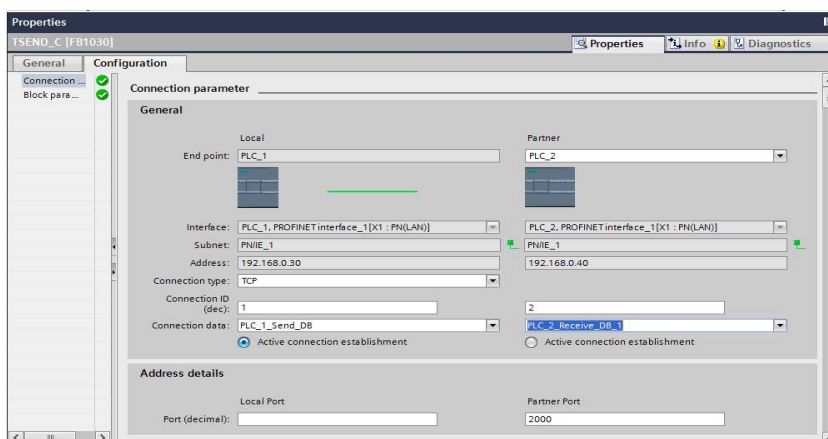 Properties
TSEND_C [FB1030]
Properties Info Diagnostics
General Configuration
Connection ...
Block para...
Connection parameter
General
Local Partner
End point: PLC_1 PLC_2
Interface: PLC_1, PROFINET interface_1[X1 : PN(LAN)] PLC_2, PROFINET interface_1[X1 : PN(LAN)]
Subnet: PN/IE_1 PN/IE_1
Address: 192.168.0.30 192.168.0.40
Connection type: TCP
Connection ID
(dec): 1 2
Connection data: PLC_1_Send_DB PLC_2_Receive_DB_1
Active connection establishment Active connection establishment
Address details
Local Port Partner Port
Port (decimal): 2000